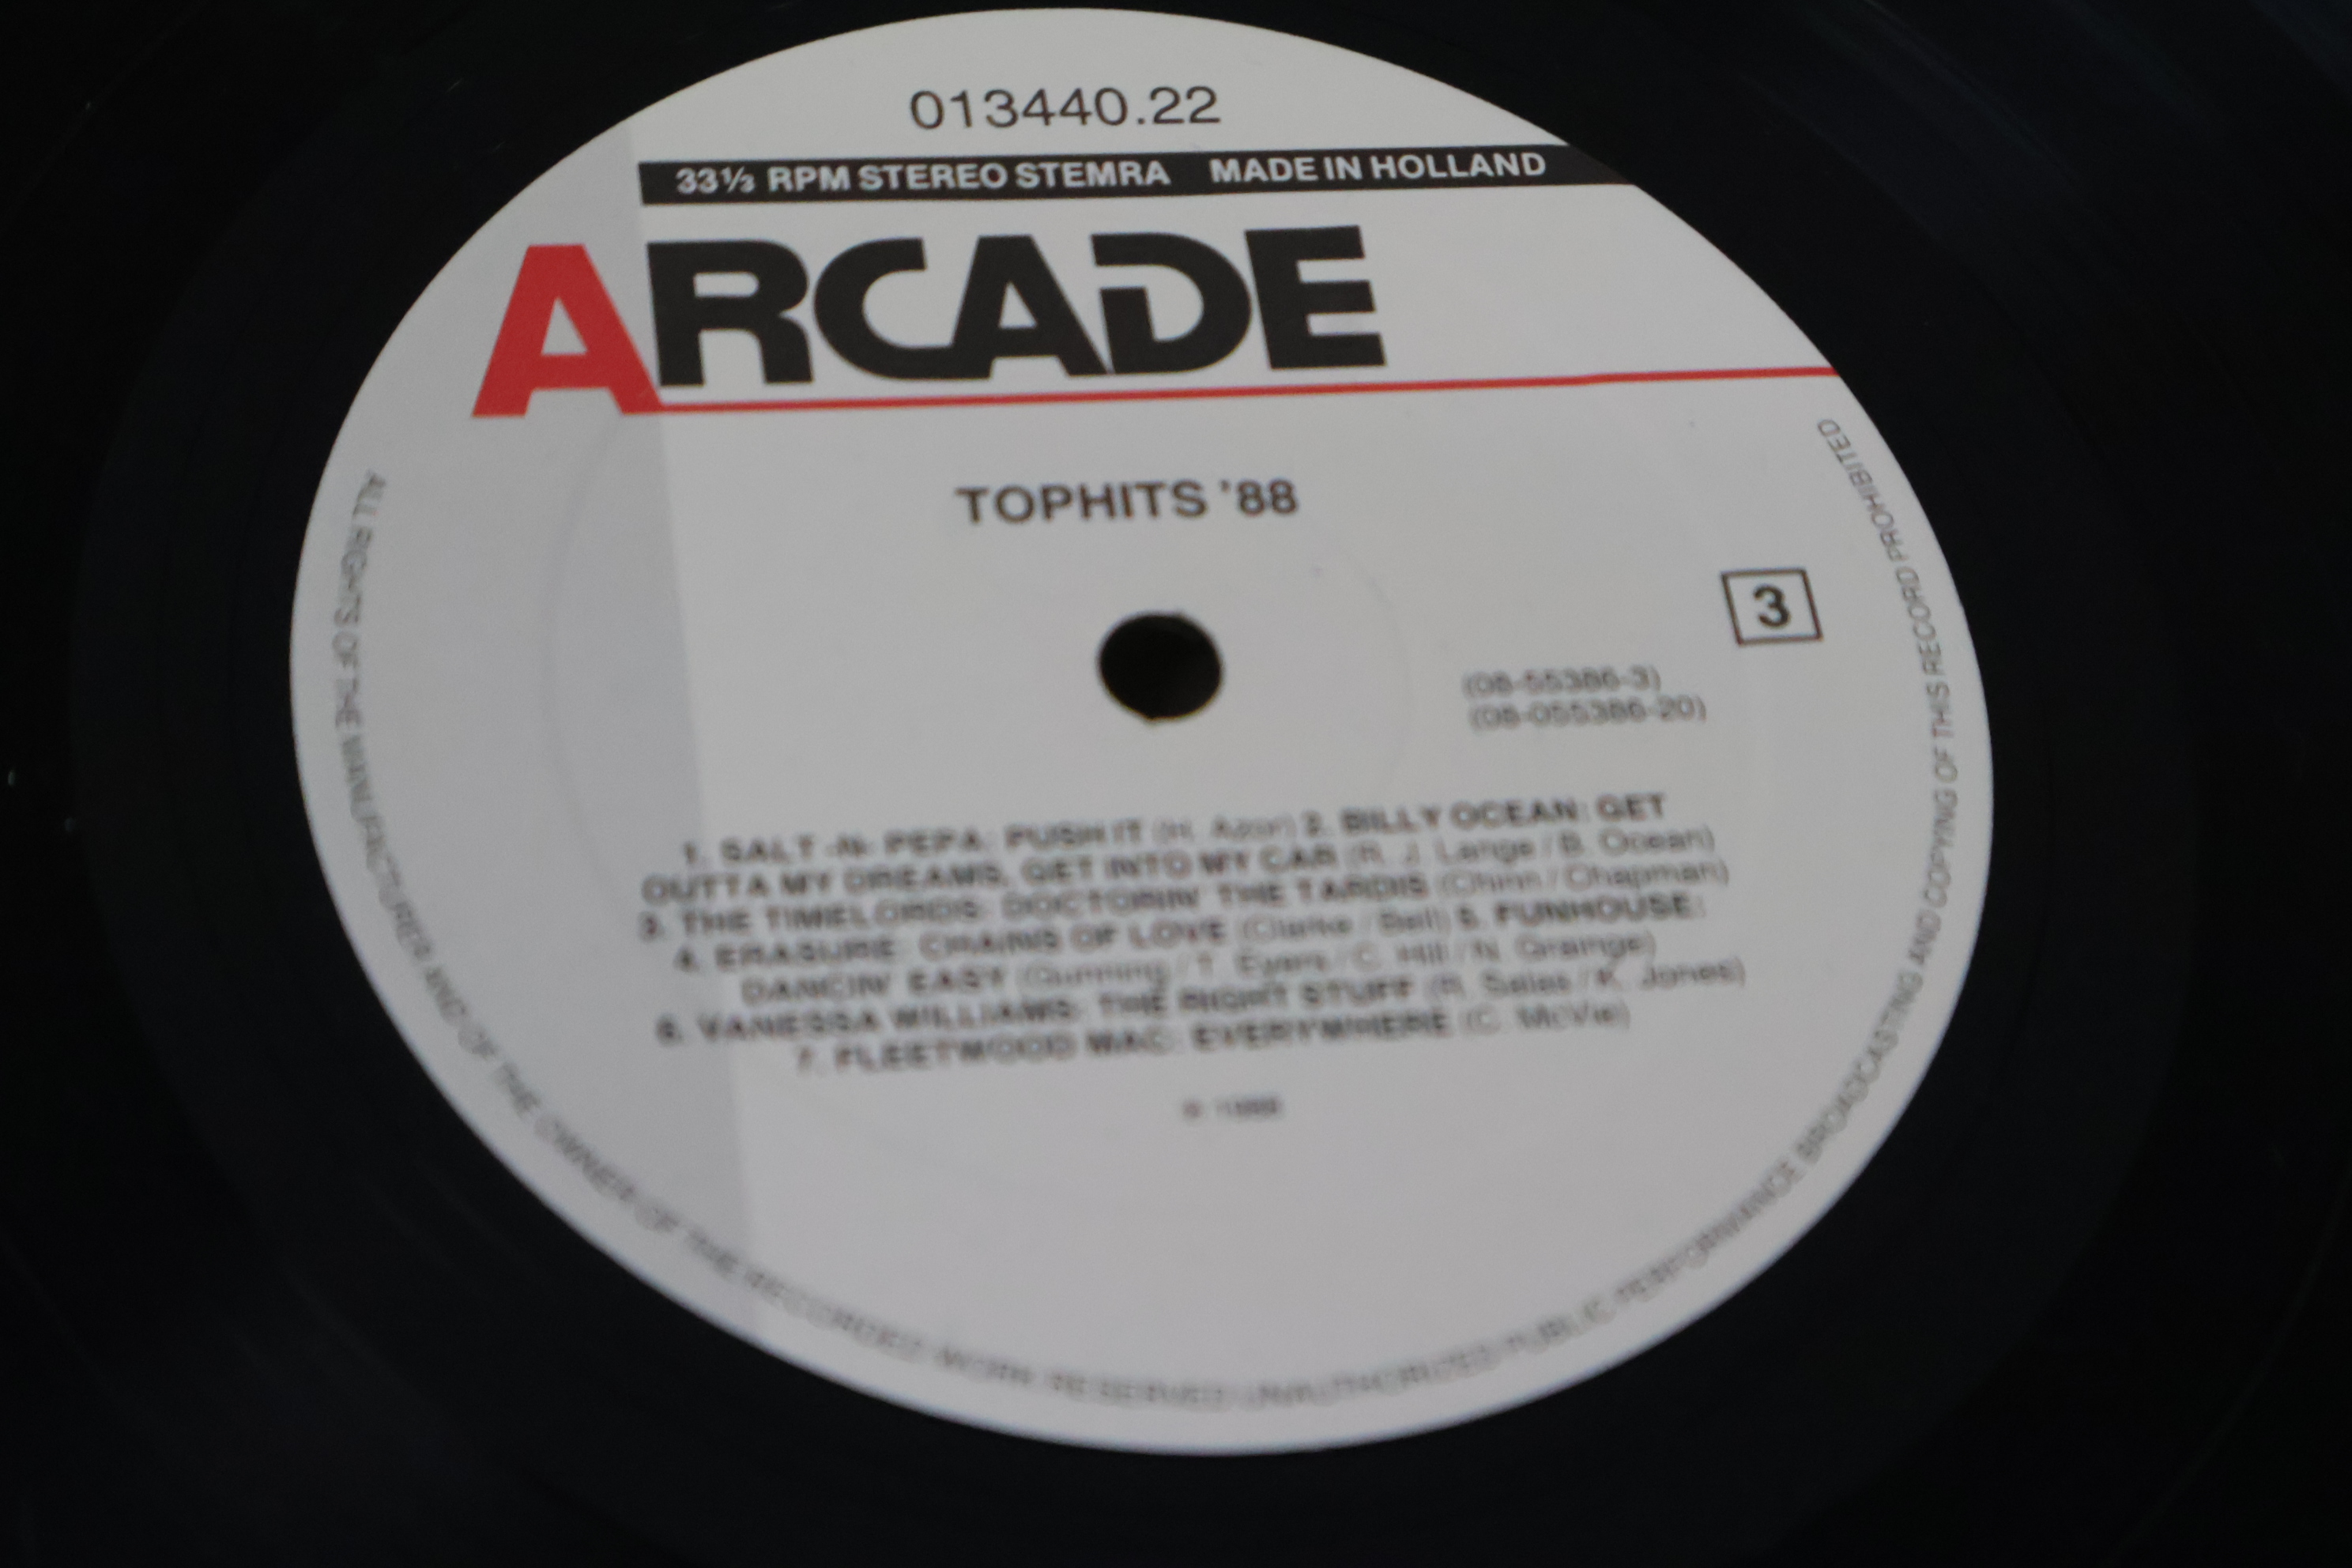 013440.22
33⅓ RPM STEREO STEMRA MADE IN HOLLAND
ARCADE
TOPHITS '88
3
(08-55386-3)
(08-055386-20)
1. SALT -N- PEPA: PUSH IT (H. Azor) 2. BILLY OCEAN: GET
OUTTA MY DREAMS, GET INTO MY CAR (R. J. Lange / B. Ocean)
3. THE TIMELORDS: DOCTORIN' THE TARDIS (Chinn / Chapman)
4. ERASURE: CHAINS OF LOVE (Clarke / Bell) 5. FUNHOUSE:
DANCIN' EASY (Gunning / T. Eyers / C. Hill / N. Grainge)
6. VANESSA WILLIAMS: THE RIGHT STUFF (R. Salas / K. Jones)
7. FLEETWOOD MAC: EVERYWHERE (C. McVie)
1988
ALL RIGHTS OF THE MANUFACTURER AND OF THE OWNER OF THE RECORDED WORK RESERVED UNAUTHORIZED PUBLIC PERFORMANCE BROADCASTING AND COPYING OF THIS RECORD PROHIBITED